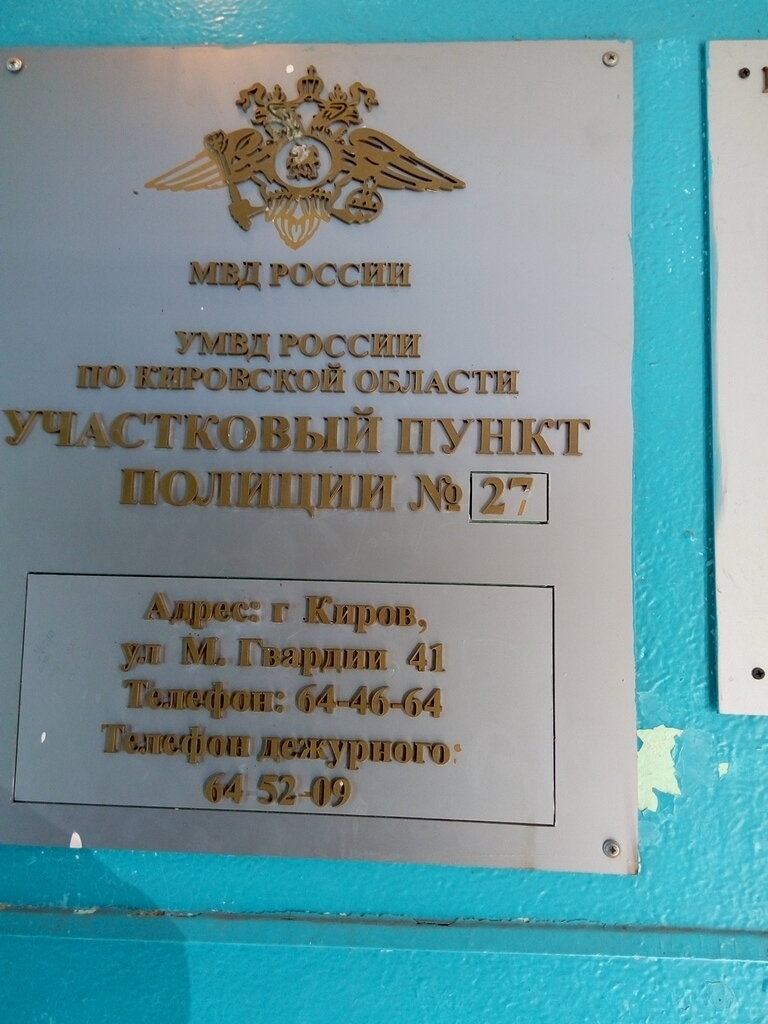 МВД РОССИИ
УМВД РОССИИ
ПО КИРОВСКОЙ ОБЛАСТИ
УЧАСТКОВЫЙ ПУНКТ
ПОЛИЦИИ № 27
Адрес: г Киров,
ул М. Гвардии 41
Телефон: 64-46-64
Телефон дежурного:
64 52-09